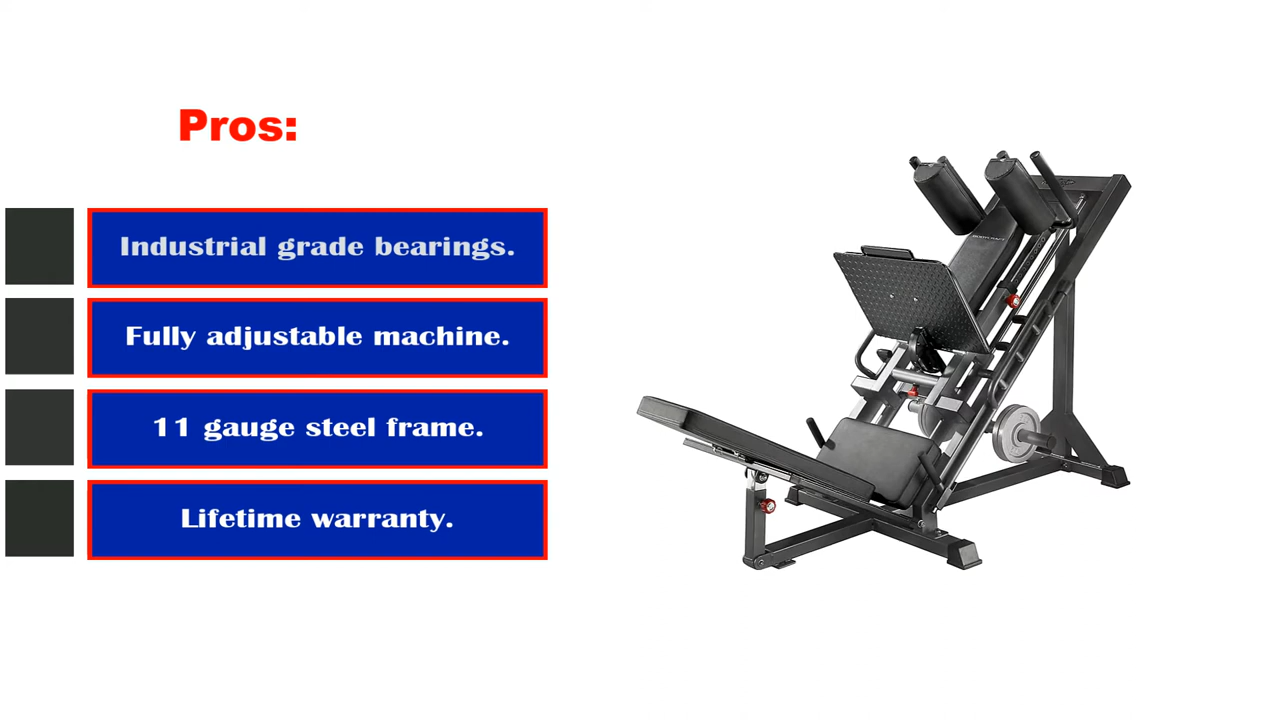 Pros:
Industrial grade bearings.
Fully adjustable machine.
11 gauge steel frame.
Lifetime warranty.